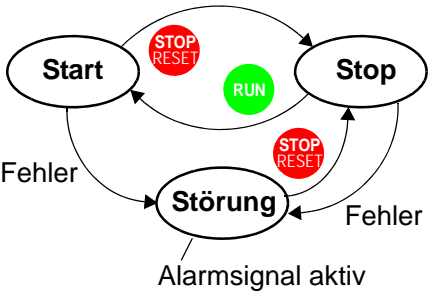 STOP
RESET
Start
Stop
RUN
STOP
RESET
Fehler
Störung
Fehler
Alarmsignal aktiv